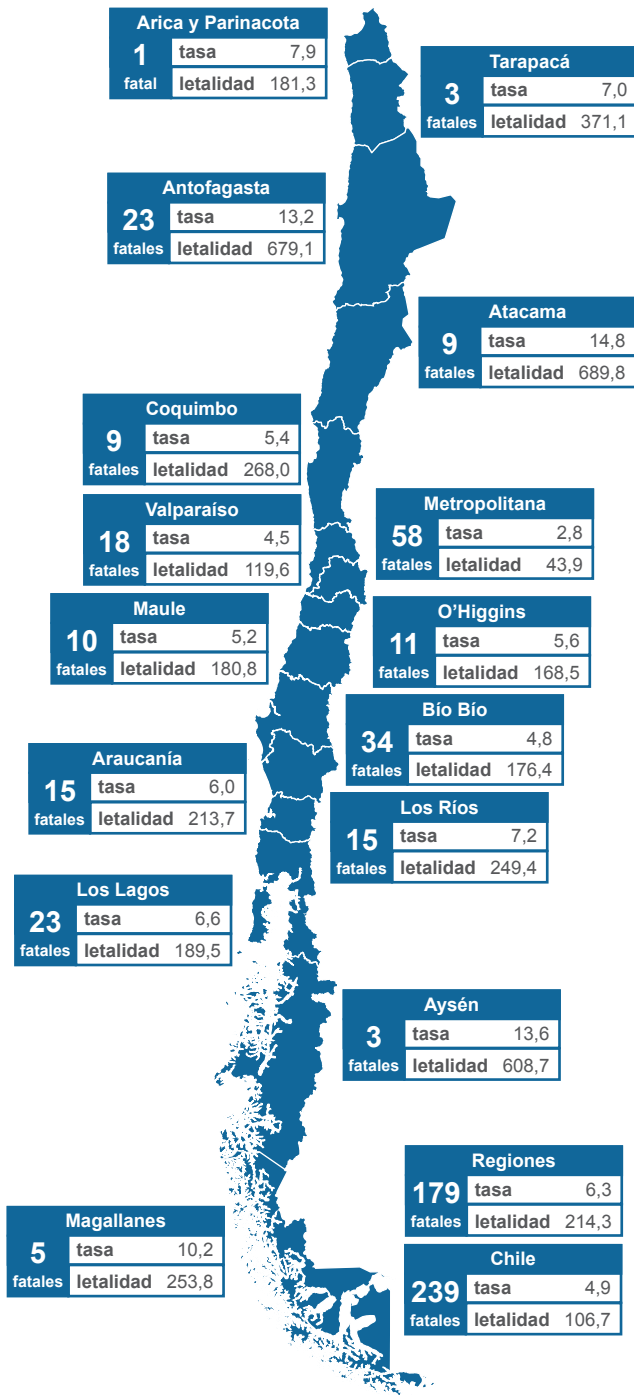 Arica y Parinacota
1 tasa 7,9
fatal letalidad 181,3
Tarapacá
3 tasa 7,0
fatales letalidad 371,1
Antofagasta
23 tasa 13,2
fatales letalidad 679,1
Atacama
9 tasa 14,8
fatales letalidad 689,8
Coquimbo
9 tasa 5,4
fatales letalidad 268,0
Valparaíso
18 tasa 4,5
fatales letalidad 119,6
Metropolitana
58 tasa 2,8
fatales letalidad 43,9
Maule
10 tasa 5,2
fatales letalidad 180,8
O’Higgins
11 tasa 5,6
fatales letalidad 168,5
Bío Bío
34 tasa 4,8
fatales letalidad 176,4
Araucanía
15 tasa 6,0
fatales letalidad 213,7
Los Ríos
15 tasa 7,2
fatales letalidad 249,4
Los Lagos
23 tasa 6,6
fatales letalidad 189,5
Aysén
3 tasa 13,6
fatales letalidad 608,7
Regiones
179 tasa 6,3
fatales letalidad 214,3
Magallanes
5 tasa 10,2
fatales letalidad 253,8
Chile
239 tasa 4,9
fatales letalidad 106,7